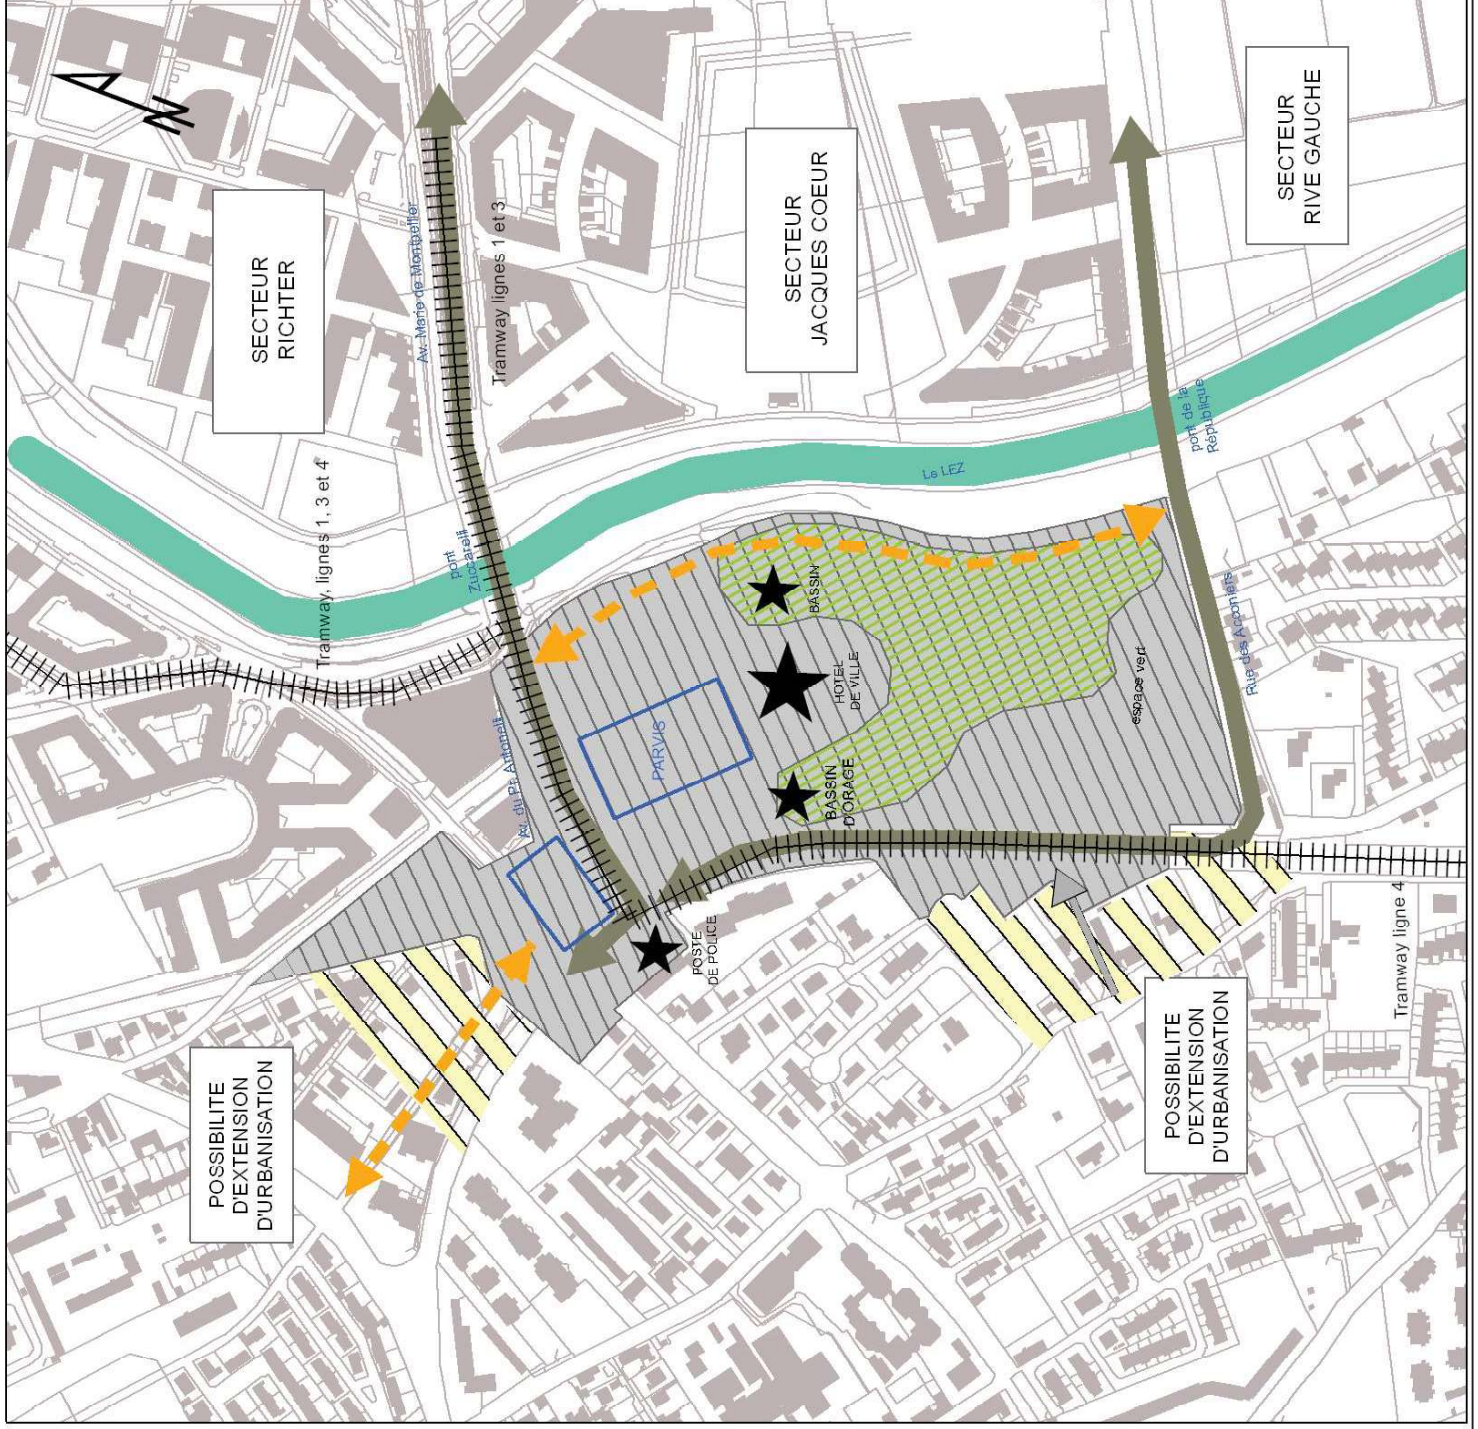 N
POSSIBILITE
D'EXTENSION
D'URBANISATION
SECTEUR
RICHTER
Tramway, lignes 1, 3 et 4
Av. Marie de Montpellier
pont
Zuccarelli
Tramway lignes 1 et 3
Av. du Pr. Antonelli
PARVIS
POSTE
DE POLICE
SECTEUR
JACQUES COEUR
BASSIN
BASSIN
D'ORAGE
HOTEL
DE VILLE
Le LEZ
espace vert
POSSIBILITE
D'EXTENSION
D'URBANISATION
pont de la
République
Rue des Acconiers
SECTEUR
RIVE GAUCHE
Tramway ligne 4